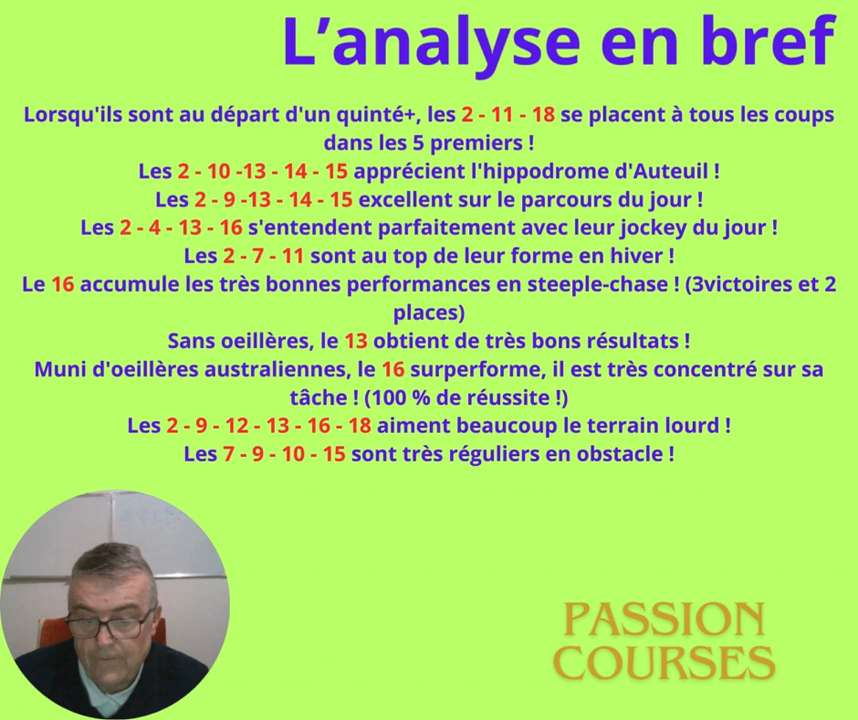 L’analyse en bref
Lorsqu'ils sont au départ d'un quinté+, les 2 - 11 - 18 se placent à tous les coups
dans les 5 premiers !
Les 2 - 10 -13 - 14 - 15 apprécient l'hippodrome d'Auteuil !
Les 2 - 9 -13 - 14 - 15 excellent sur le parcours du jour !
Les 2 - 4 - 13 - 16 s'entendent parfaitement avec leur jockey du jour !
Les 2 - 7 - 11 sont au top de leur forme en hiver !
Le 16 accumule les très bonnes performances en steeple-chase ! (3victoires et 2
places)
Sans oeillères, le 13 obtient de très bons résultats !
Muni d'oeillères australiennes, le 16 surperforme, il est très concentré sur sa
tâche ! (100 % de réussite !)
Les 2 - 9 - 12 - 13 - 16 - 18 aiment beaucoup le terrain lourd !
Les 7 - 9 - 10 - 15 sont très réguliers en obstacle !
PASSION
COURSES